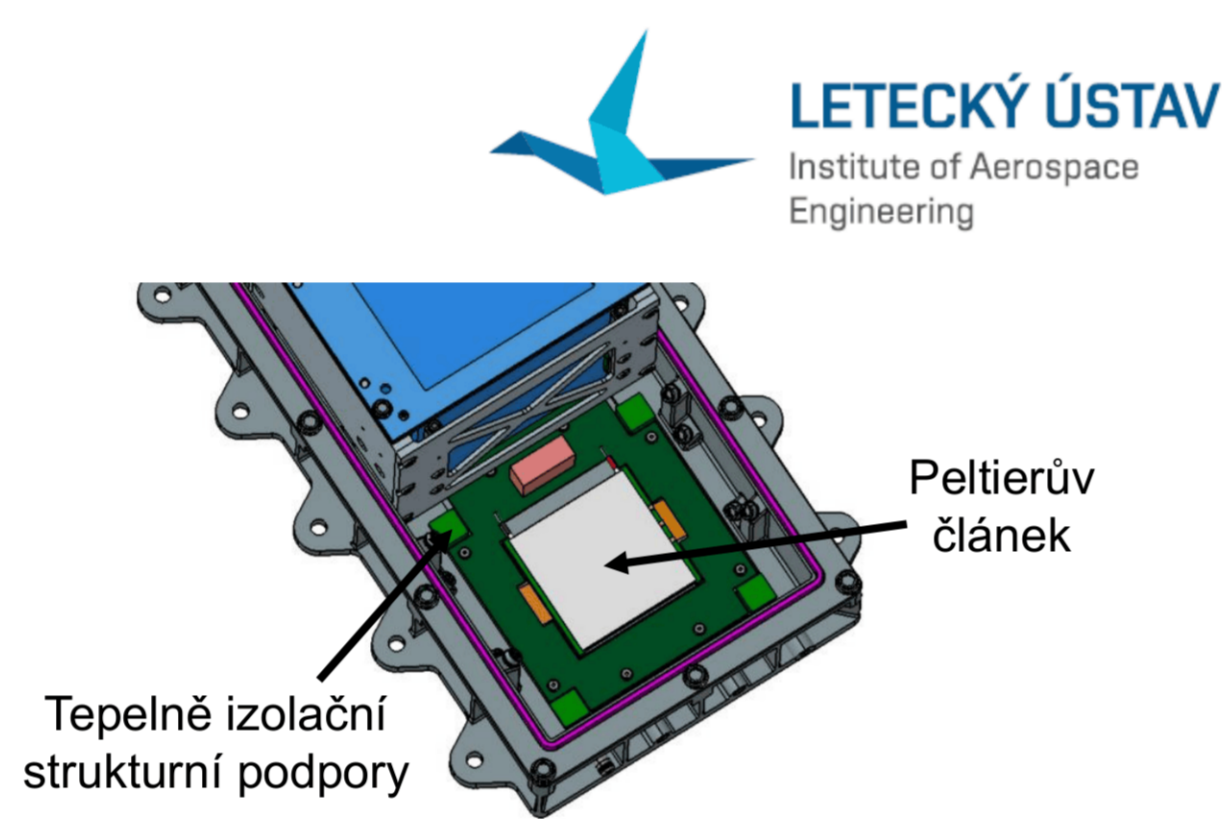 LETECKÝ ÚSTAV
Institute of Aerospace
Engineering
Peltierův
článek
Tepelně izolační
strukturní podpory